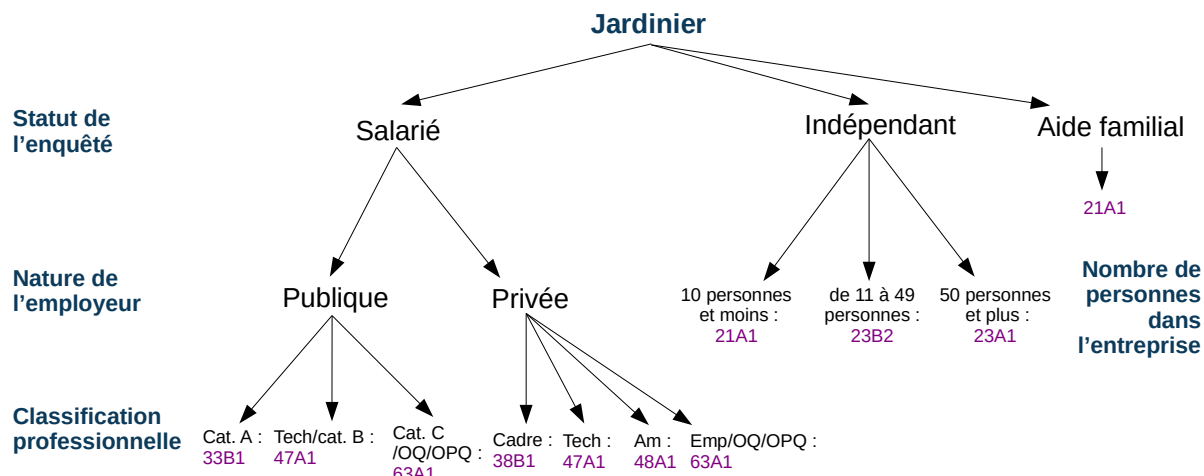 Jardinier
Statut de
l’enquêté
Salarié
Indépendant
Aide familial
21A1
Nature de
l’employeur
Publique
Privée
10 personnes
et moins :
21A1
de 11 à 49
personnes :
23B2
50 personnes
et plus :
23A1
Nombre de
personnes
dans
l’entreprise
Classification
professionnelle
Cat. A :
33B1
Tech/cat. B :
47A1
Cat. C
/OQ/OPQ :
63A1
Cadre :
38B1
Tech :
47A1
Am :
48A1
Emp/OQ/OPQ :
63A1